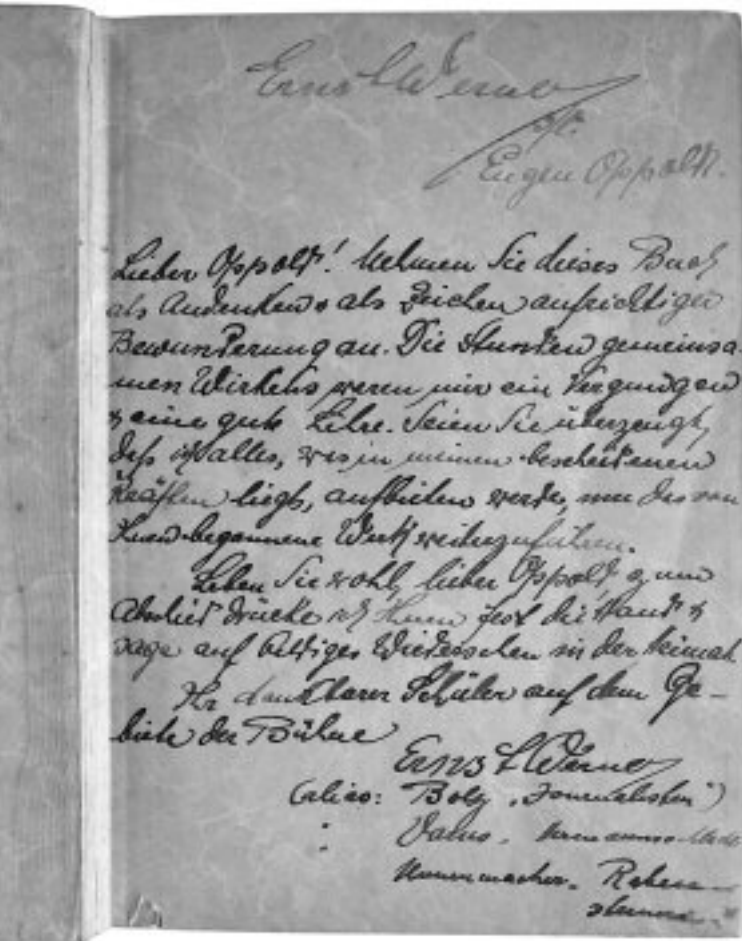 Ernst Werno
s/l.
Eugen Oppolt.
Lieber Oppolt! Nehmen Sie dieses Buch
als Andenken & als Zeichen aufrichtiger
Bewunderung an. Die Stunden gemeinsa-
men Wirkens waren mir ein Vergnügen
& eine gute Lehre. Seien Sie überzeugt,
daß ich alles, was in meinen bescheidenen
Kräften liegt, aufbieten werde, um das von
Ihnen begonnene Werk weiterzuführen.
Leben Sie wohl, lieber Oppolt, zum
Abschied drücke ich Ihnen fest die Hand &
sage auf baldiges Wiedersehen in der Heimat
Ihr dankbarer Schüler auf dem Ge-
biete der Bühne
Ernst Werno
(alias: Bolz „Journalisten")